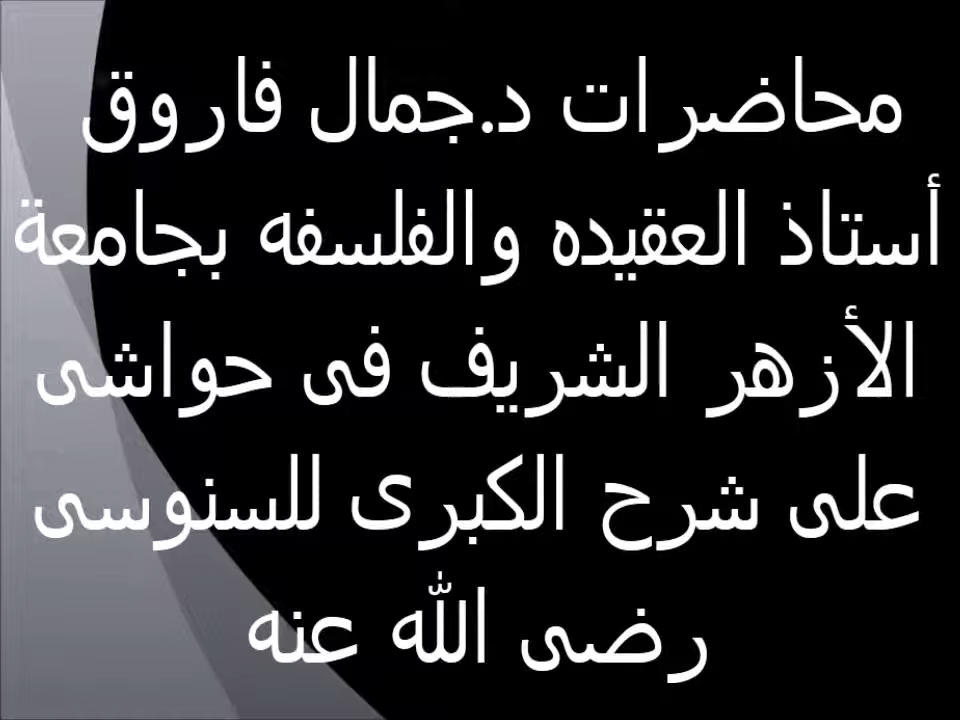 محاضرات د.جمال فاروق
أستاذ العقيده والفلسفه بجامعة
الأزهر الشريف فى حواشى
على شرح الكبرى للسنوسى
رضى الله عنه